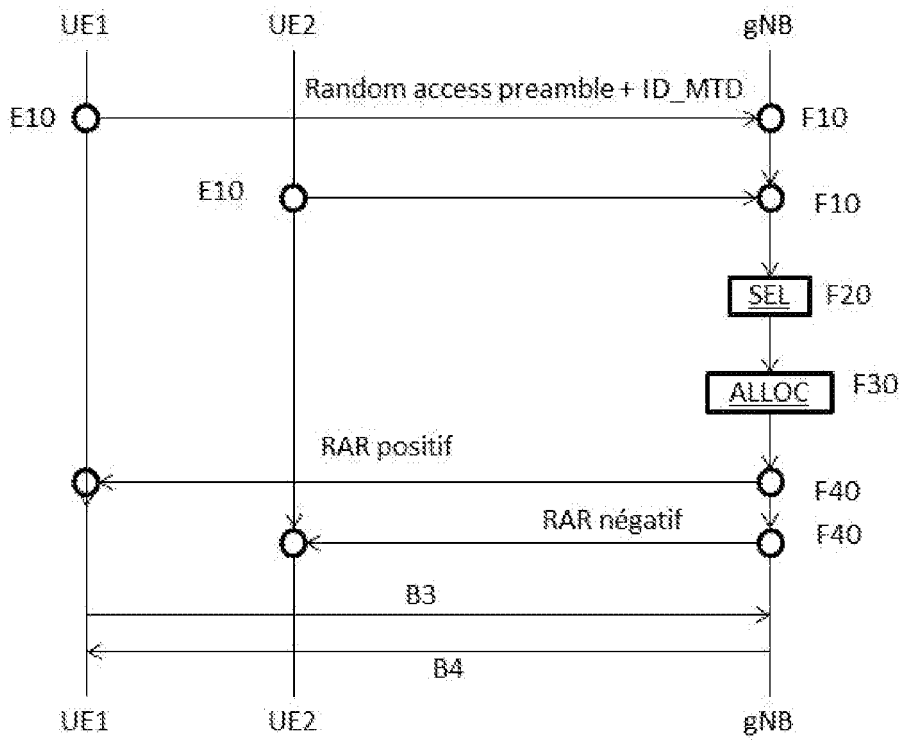 UE1 UE2 gNB
Random access preamble + ID_MTD
E10 F10
E10 F10
SEL F20
ALLOC F30
RAR positif
F40
RAR négatif F40
B3
B4
UE1 UE2 gNB